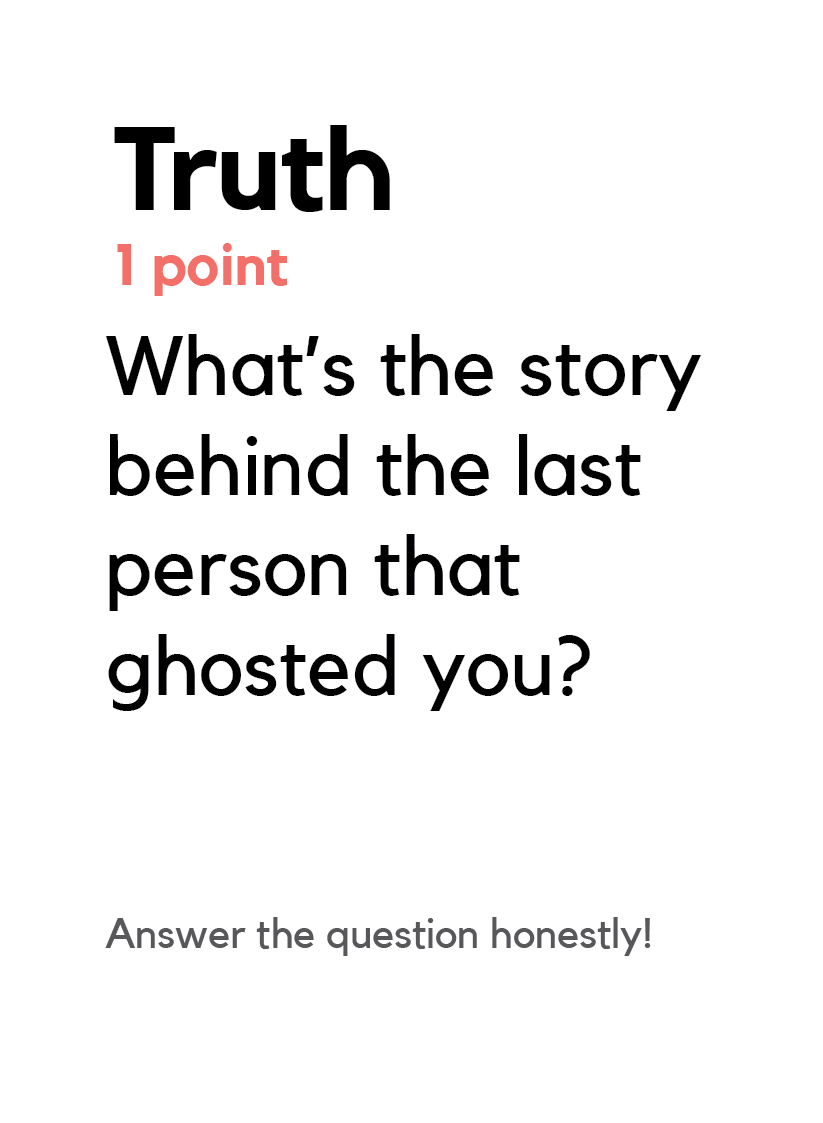 Truth
1 point
What’s the story
behind the last
person that
ghosted you?
Answer the question honestly!